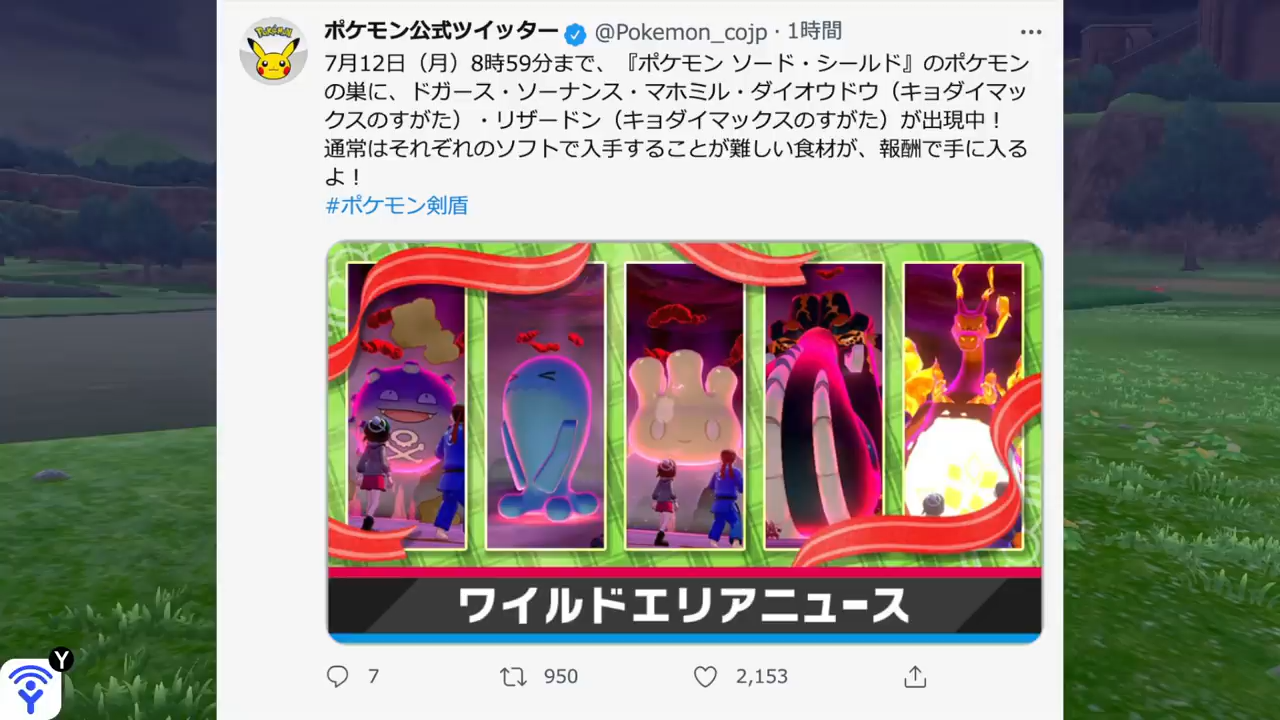 ポケモン公式ツイッター @Pokemon_cojp · 1時間
7月12日（月）8時59分まで、『ポケモン ソード・シールド』のポケモン
の巣に、ドガース・ソーナンス・マホミル・ダイオウドウ（キョダイマッ
クスのすがた）・リザードン（キョダイマックスのすがた）が出現中！
通常はそれぞれのソフトで入手することが難しい食材が、報酬で手に入る
よ！
#ポケモン剣盾
ワイルドエリアニュース
7 950 2,153
Y